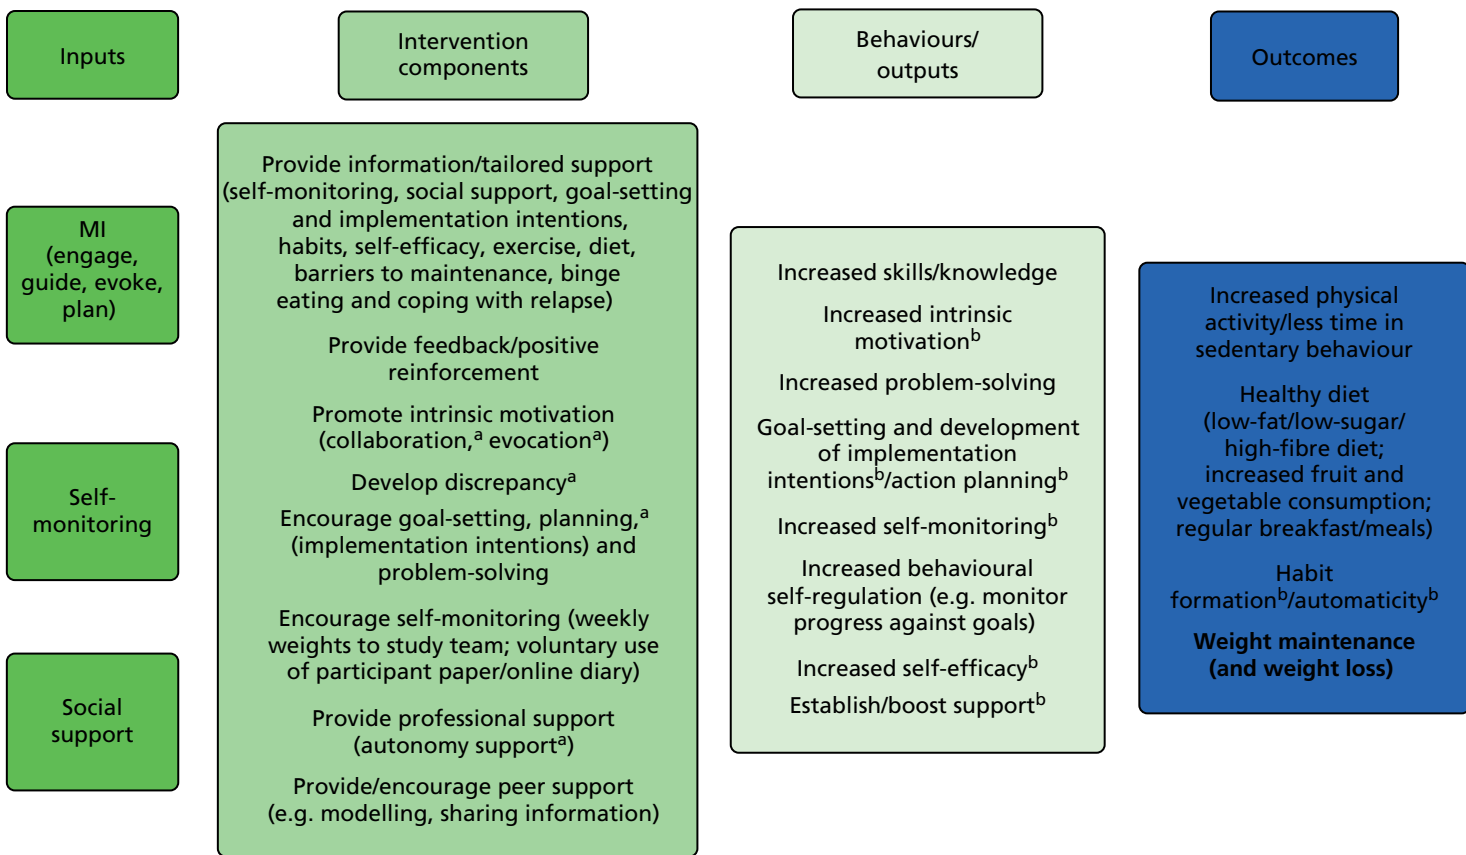 Inputs
Intervention
components
Behaviours/
outputs
Outcomes
MI
(engage,
guide, evoke,
plan)
Self-
monitoring
Social
support
Provide information/tailored support
(self-monitoring, social support, goal-setting
and implementation intentions,
habits, self-efficacy, exercise, diet,
barriers to maintenance, binge
eating and coping with relapse)
Provide feedback/positive
reinforcement
Promote intrinsic motivation
(collaboration,ᵃ evocationᵃ)
Develop discrepancyᵃ
Encourage goal-setting, planning,ᵃ
(implementation intentions) and
problem-solving
Encourage self-monitoring (weekly
weights to study team; voluntary use
of participant paper/online diary)
Provide professional support
(autonomy supportᵃ)
Provide/encourage peer support
(e.g. modelling, sharing information)
Increased skills/knowledge
Increased intrinsic
motivationᵇ
Increased problem-solving
Goal-setting and development
of implementation
intentionsᵇ/action planningᵇ
Increased self-monitoringᵇ
Increased behavioural
self-regulation (e.g. monitor
progress against goals)
Increased self-efficacyᵇ
Establish/boost supportᵇ
Increased physical
activity/less time in
sedentary behaviour
Healthy diet
(low-fat/low-sugar/
high-fibre diet;
increased fruit and
vegetable consumption;
regular breakfast/meals)
Habit
formationᵇ/automaticityᵇ
Weight maintenance
(and weight loss)